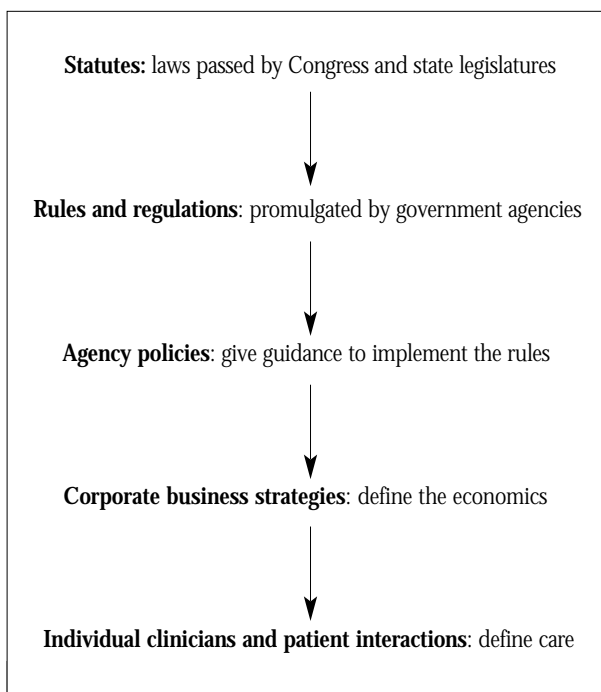 Statutes: laws passed by Congress and state legislatures
Rules and regulations: promulgated by government agencies
Agency policies: give guidance to implement the rules
Corporate business strategies: define the economics
Individual clinicians and patient interactions: define care